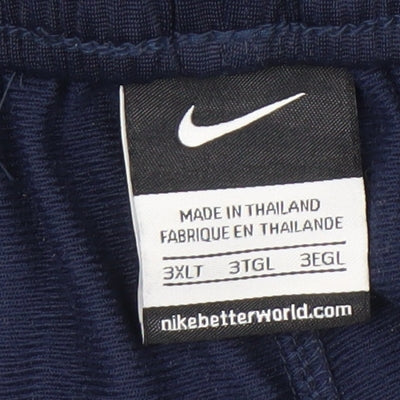 MADE IN THAILAND
FABRIQUE EN THAILANDE
3XLT 3TGL 3EGL
nikebetterworld.com